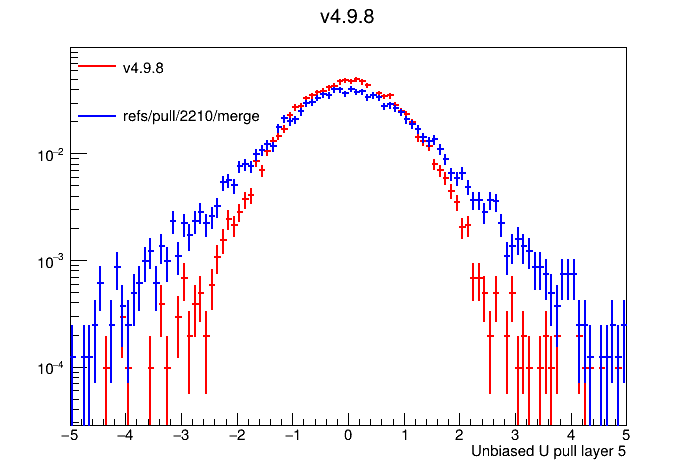 v4.9.8
v4.9.8
refs/pull/2210/merge
10−2
10−3
10−4
−5 −4 −3 −2 −1 0 1 2 3 4 5
Unbiased U pull layer 5